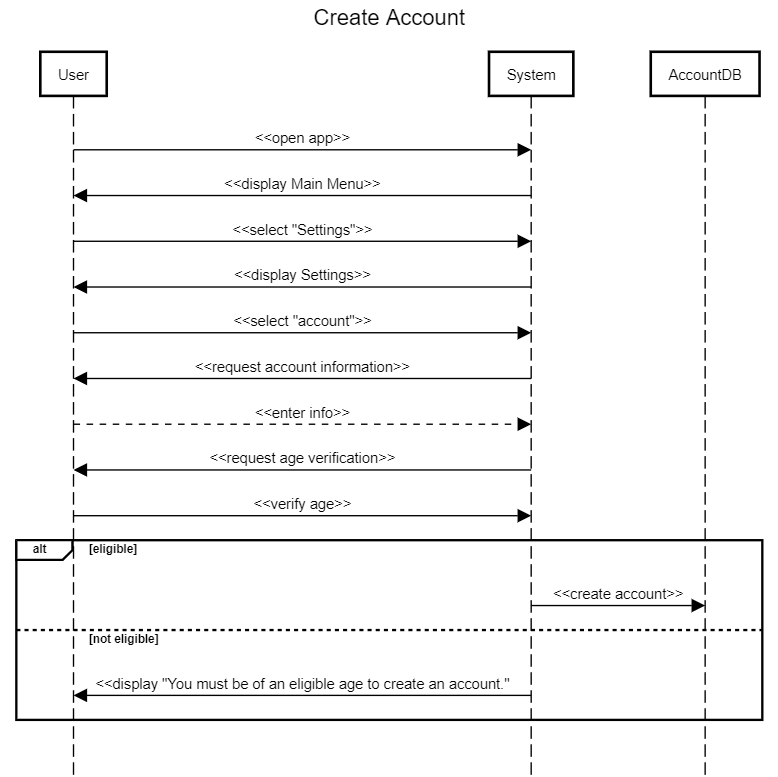 Create Account
User
System
AccountDB
<<open app>>
<<display Main Menu>>
<<select "Settings">>
<<display Settings>>
<<select "account">>
<<request account information>>
<<enter info>>
<<request age verification>>
<<verify age>>
alt
[eligible]
<<create account>>
[not eligible]
<<display "You must be of an eligible age to create an account."